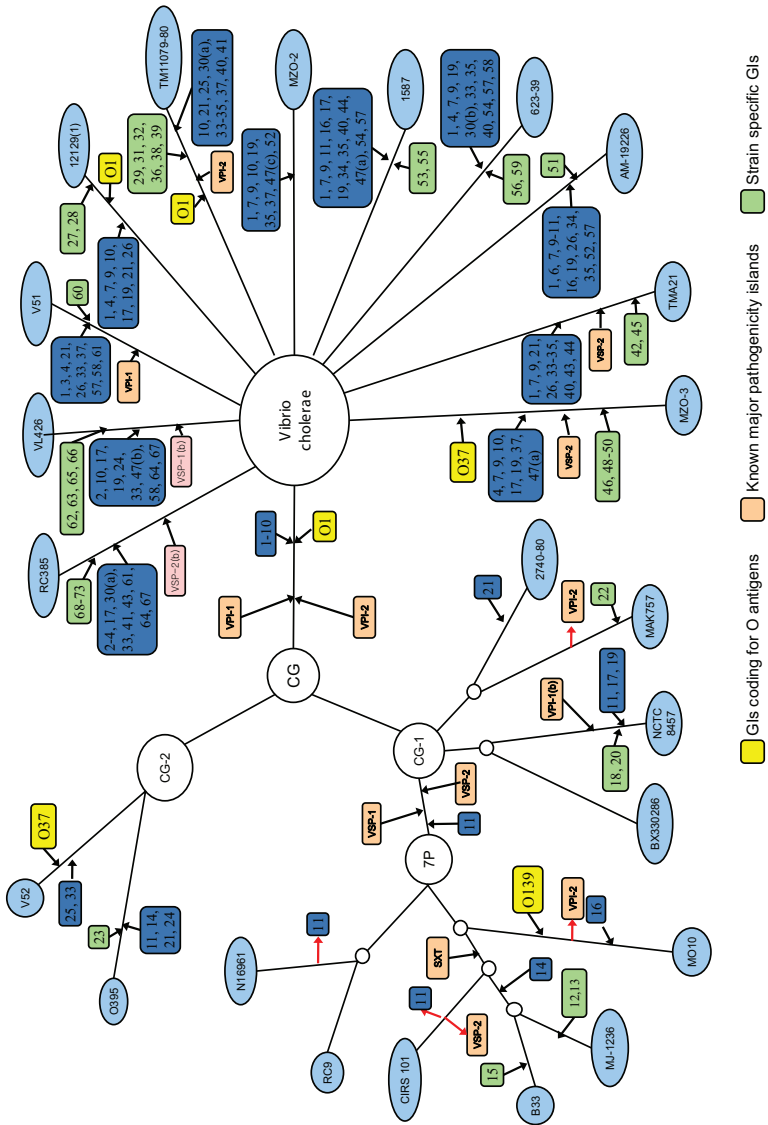 V52
O37
25, 33
23
11, 14,
21, 24
O395
CG-2
RC385
68-73
2-4, 17, 30(a),
33, 41, 43, 61,
64, 67
VSP-2(b)
VL426
62, 63, 65, 66
2, 10, 17,
19, 24,
33, 47(b),
58, 64, 67
VSP-1(b)
V51
60
1, 3, 4, 21,
26, 33, 37,
57, 58, 61
VPI-1
12129(1)
27, 28
O1
1, 4, 7, 9, 10,
17, 19, 21, 26
TM11079-80
29, 31, 32,
36, 38, 39
10, 21, 25, 30(a),
33-35, 37, 40, 41
O1
VPI-2
MZO-2
1, 7, 9, 10, 19,
35, 37, 47(c), 52
1587
1, 7, 9, 11, 16, 17,
19, 34, 35, 40, 44,
47(a), 54, 57
53, 55
623-39
1, 4, 7, 9, 19,
30(b), 33, 35,
40, 54, 57, 58
56, 59
AM-19226
51
1, 6, 7, 9-11,
16, 19, 26, 34,
35, 52, 57
TMA21
1, 7, 9, 21,
26, 33-35,
40, 43, 44
VSP-2
42, 45
MZO-3
O37
4, 7, 9, 10,
17, 19, 37,
47(a)
VSP-2
46, 48-50
Vibrio
cholerae
1-10
O1
VPI-1
VPI-2
CG
CG-1
2740-80
21
VPI-2
22
MAK757
VPI-1(b)
11, 17, 19
18, 20
NCTC
8457
BX330286
VSP-1
VSP-2
11
7P
N16961
11
RC9
SXT
O139
VPI-2
16
MO10
14
11
VSP-2
CIRS 101
12,13
MJ-1236
15
B33
GIs coding for O antigens
Known major pathogenicity islands
Strain specific GIs